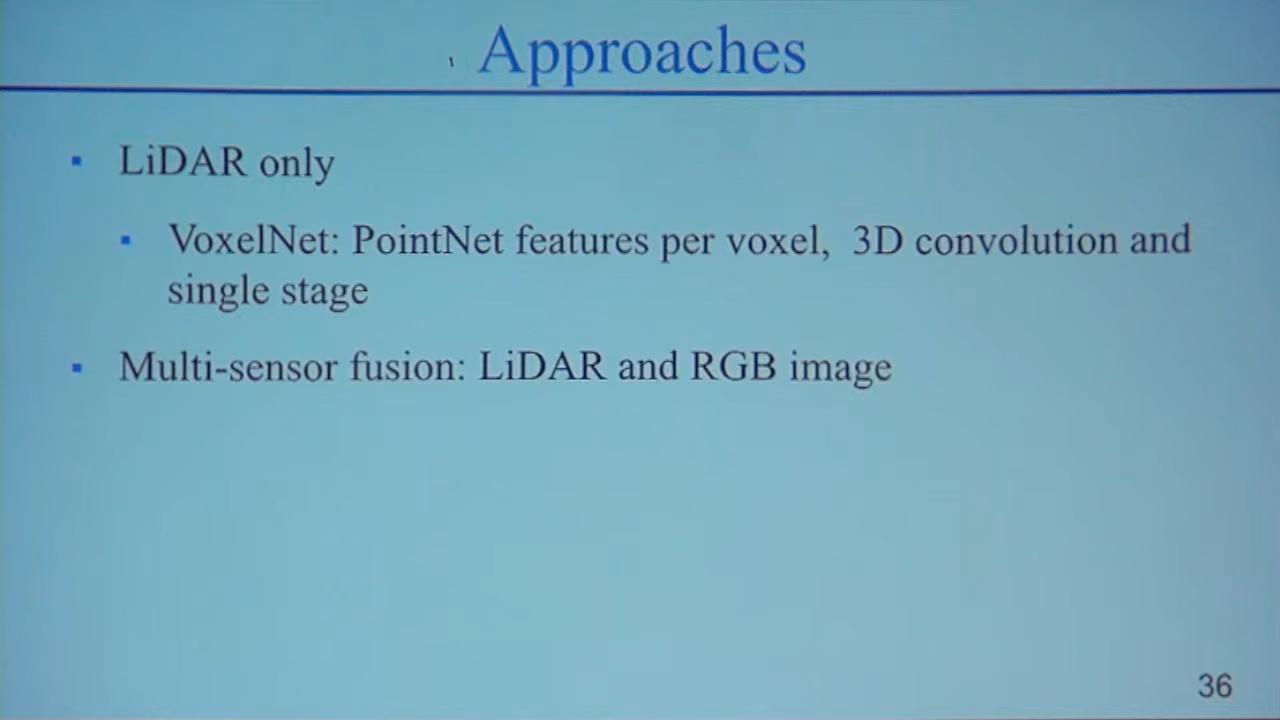 Approaches
LiDAR only
VoxelNet: PointNet features per voxel, 3D convolution and
single stage
Multi-sensor fusion: LiDAR and RGB image
36